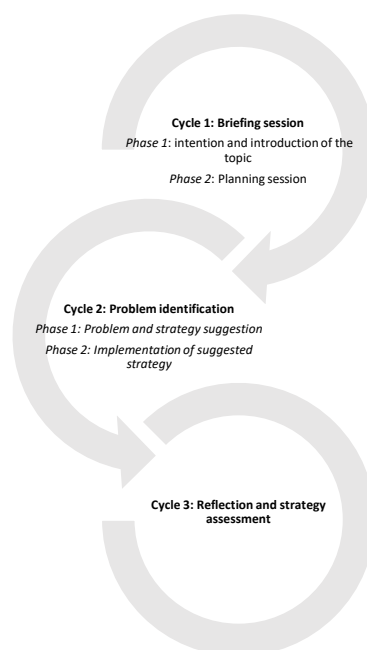 Cycle 1: Briefing session
Phase 1: intention and introduction of the
topic
Phase 2: Planning session
Cycle 2: Problem identification
Phase 1: Problem and strategy suggestion
Phase 2: Implementation of suggested
strategy
Cycle 3: Reflection and strategy
assessment